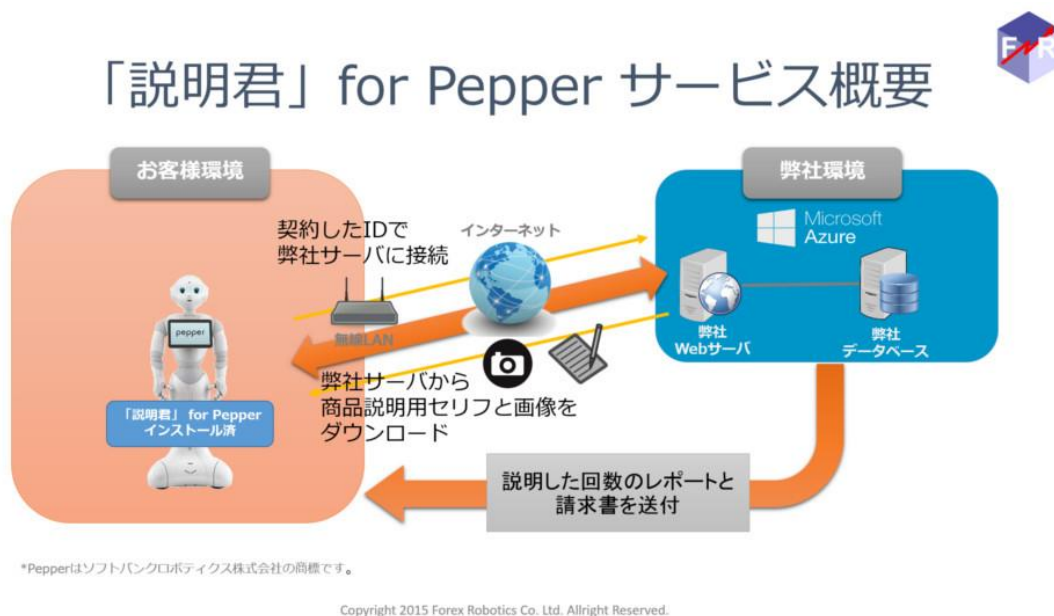 FR
「説明君」for Pepper サービス概要
お客様環境
弊社環境
契約したIDで
弊社サーバに接続
インターネット
Microsoft
Azure
pepper
無線LAN
弊社
Webサーバ
弊社
データベース
弊社サーバから
商品説明用セリフと画像を
ダウンロード
「説明君」 for Pepper
インストール済
説明した回数のレポートと
請求書を送付
*Pepperはソフトバンクロボティクス株式会社の商標です。
Copyright 2015 Forex Robotics Co. Ltd. Allright Reserved.